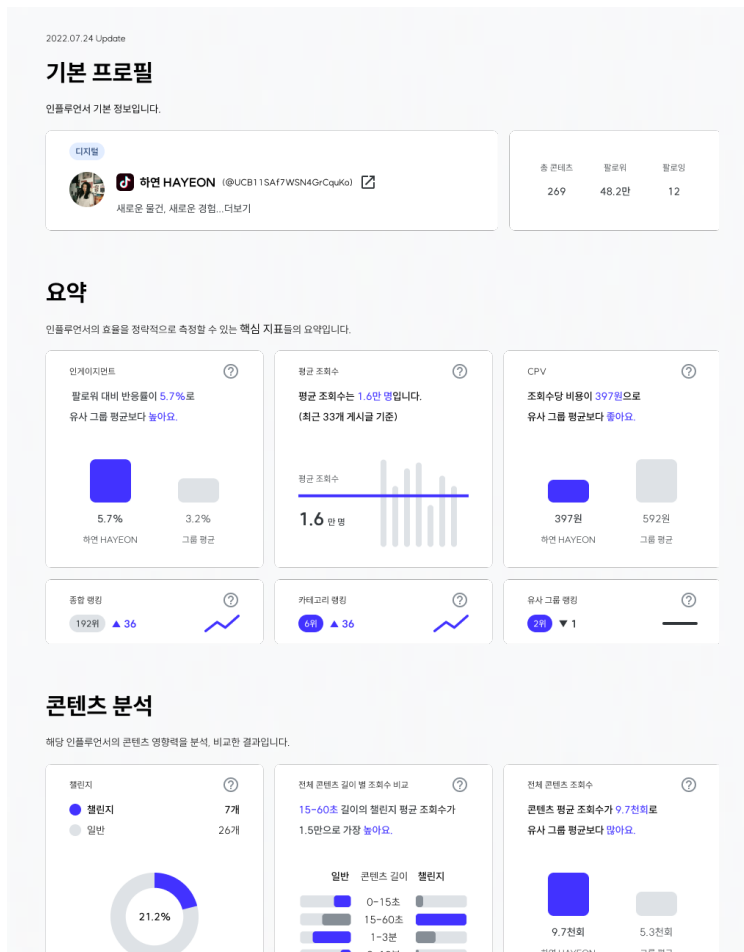 2022.07.24 Update
기본 프로필
인플루언서 기본 정보입니다.
디지털
하연 HAYEON (@UCB11SAf7WSN4GrCquKo)
새로운 물건, 새로운 경험...더보기
총 콘테츠 팔로워 팔로잉
269 48.2만 12
요약
인플루언서의 효율을 정략적으로 측정할 수 있는 핵심 지표들의 요약입니다.
인게이지먼트
팔로워 대비 반응률이 5.7%로
유사 그룹 평균보다 높아요.
5.7% 3.2%
하연 HAYEON 그룹 평균
평균 조회수
평균 조회수는 1.6만 명입니다.
(최근 33개 게시글 기준)
평균 조회수
1.6 만 명
CPV
조회수당 비용이 397원으로
유사 그룹 평균보다 좋아요.
397원 592원
하연 HAYEON 그룹 평균
종합 랭킹
192위 ▲ 36
카테고리 랭킹
6위 ▲ 36
유사 그룹 랭킹
2위 ▼ 1
콘텐츠 분석
해당 인플루언서의 콘텐츠 영향력을 분석, 비교한 결과입니다.
챌린지
챌린지 7개
일반 26개
21.2%
전체 콘텐츠 길이 별 조회수 비교
15-60초 길이의 챌린지 평균 조회수가
1.5만으로 가장 높아요.
일반 콘텐츠 길이 챌린지
0-15초
15-60초
1-3분
전체 콘텐츠 조회수
콘텐츠 평균 조회수가 9.7천회로
유사 그룹 평균보다 많아요.
9.7천회 5.3천회